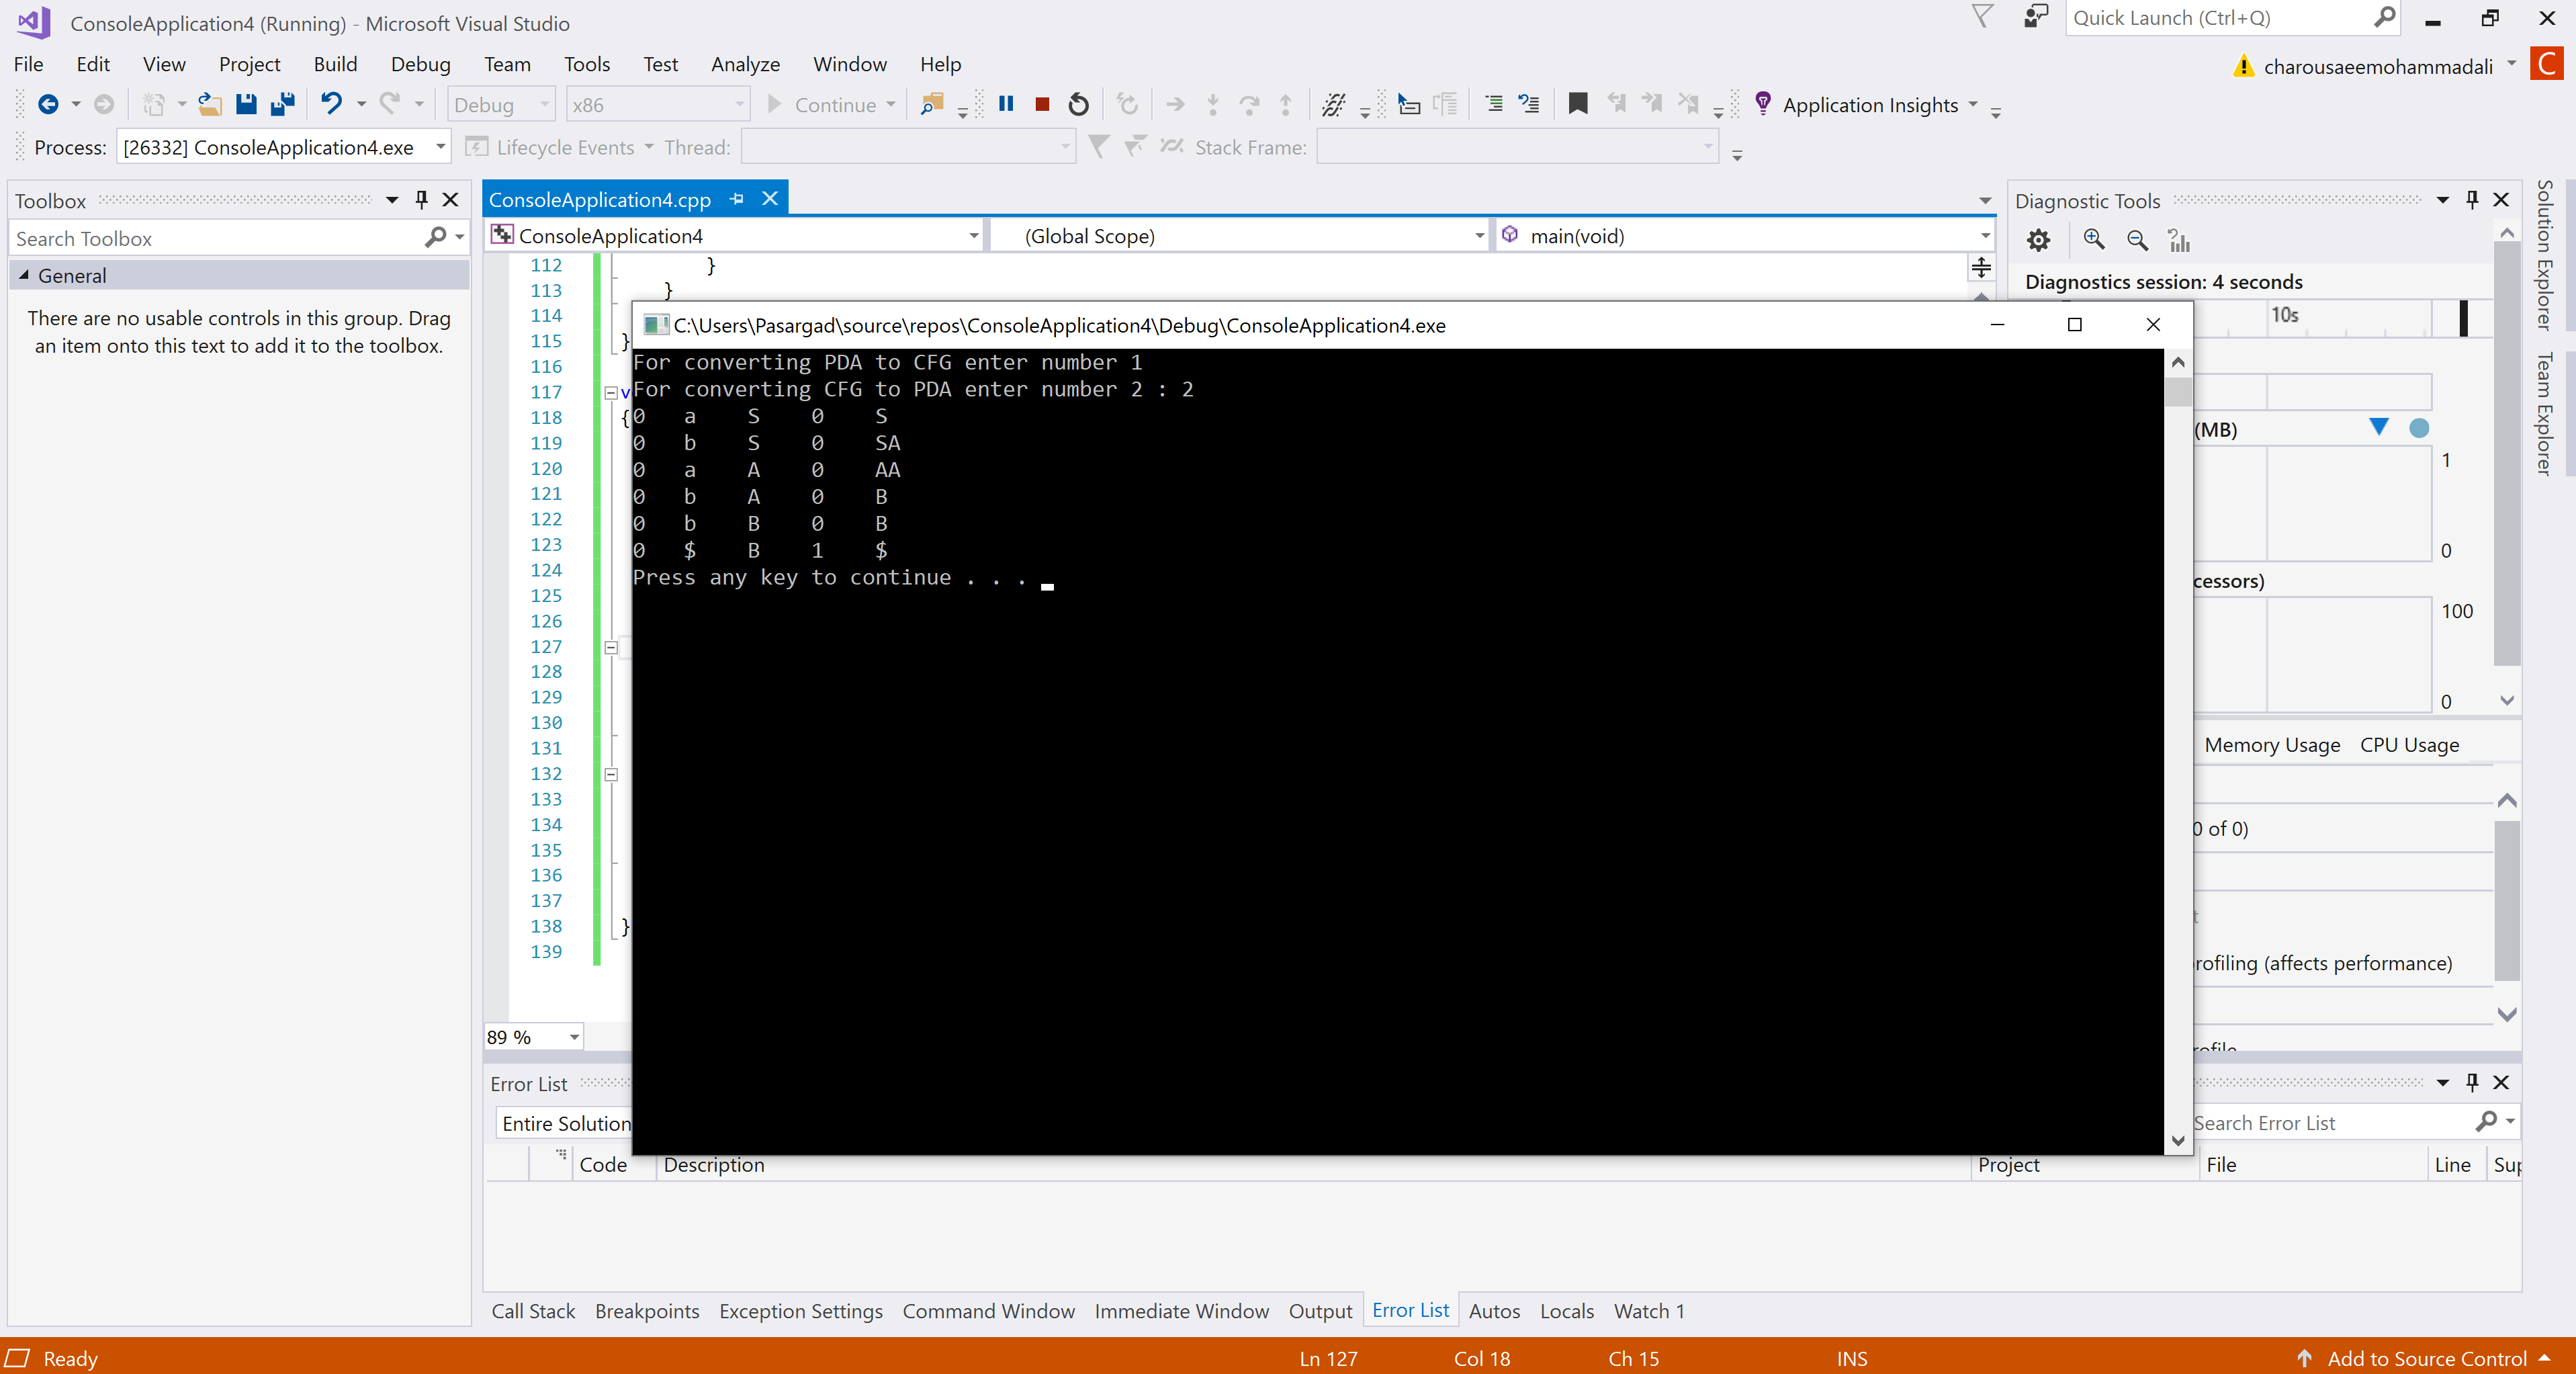 ConsoleApplication4 (Running) - Microsoft Visual Studio
Quick Launch (Ctrl+Q)
File Edit View Project Build Debug Team Tools Test Analyze Window Help
charousaeemohammadali C
Debug x86 Continue Application Insights
Process: [26332] ConsoleApplication4.exe Lifecycle Events Thread: Stack Frame:
Toolbox
Search Toolbox
General
There are no usable controls in this group. Drag
an item onto this text to add it to the toolbox.
ConsoleApplication4.cpp
ConsoleApplication4 (Global Scope) main(void)
112 }
113 }
114
115 }
116
117 v
118 {
119
120
121
122
123
124
125
126
127
128
129
130
131
132
133
134
135
136
137
138 }
139
89 %
C:\Users\Pasargad\source\repos\ConsoleApplication4\Debug\ConsoleApplication4.exe
For converting PDA to CFG enter number 1
For converting CFG to PDA enter number 2 : 2
0 a S 0 S
0 b S 0 SA
0 a A 0 AA
0 b A 0 B
0 b B 0 B
0 $ B 1 $
Press any key to continue . . .
Diagnostic Tools
Diagnostics session: 4 seconds
10s
(MB)
1
0
cessors)
100
0
Memory Usage CPU Usage
0 of 0)
rofiling (affects performance)
Solution Explorer
Team Explorer
Error List
Entire Solution
Search Error List
Code Description Project File Line Sup
Call Stack Breakpoints Exception Settings Command Window Immediate Window Output Error List Autos Locals Watch 1
Ready Ln 127 Col 18 Ch 15 INS Add to Source Control